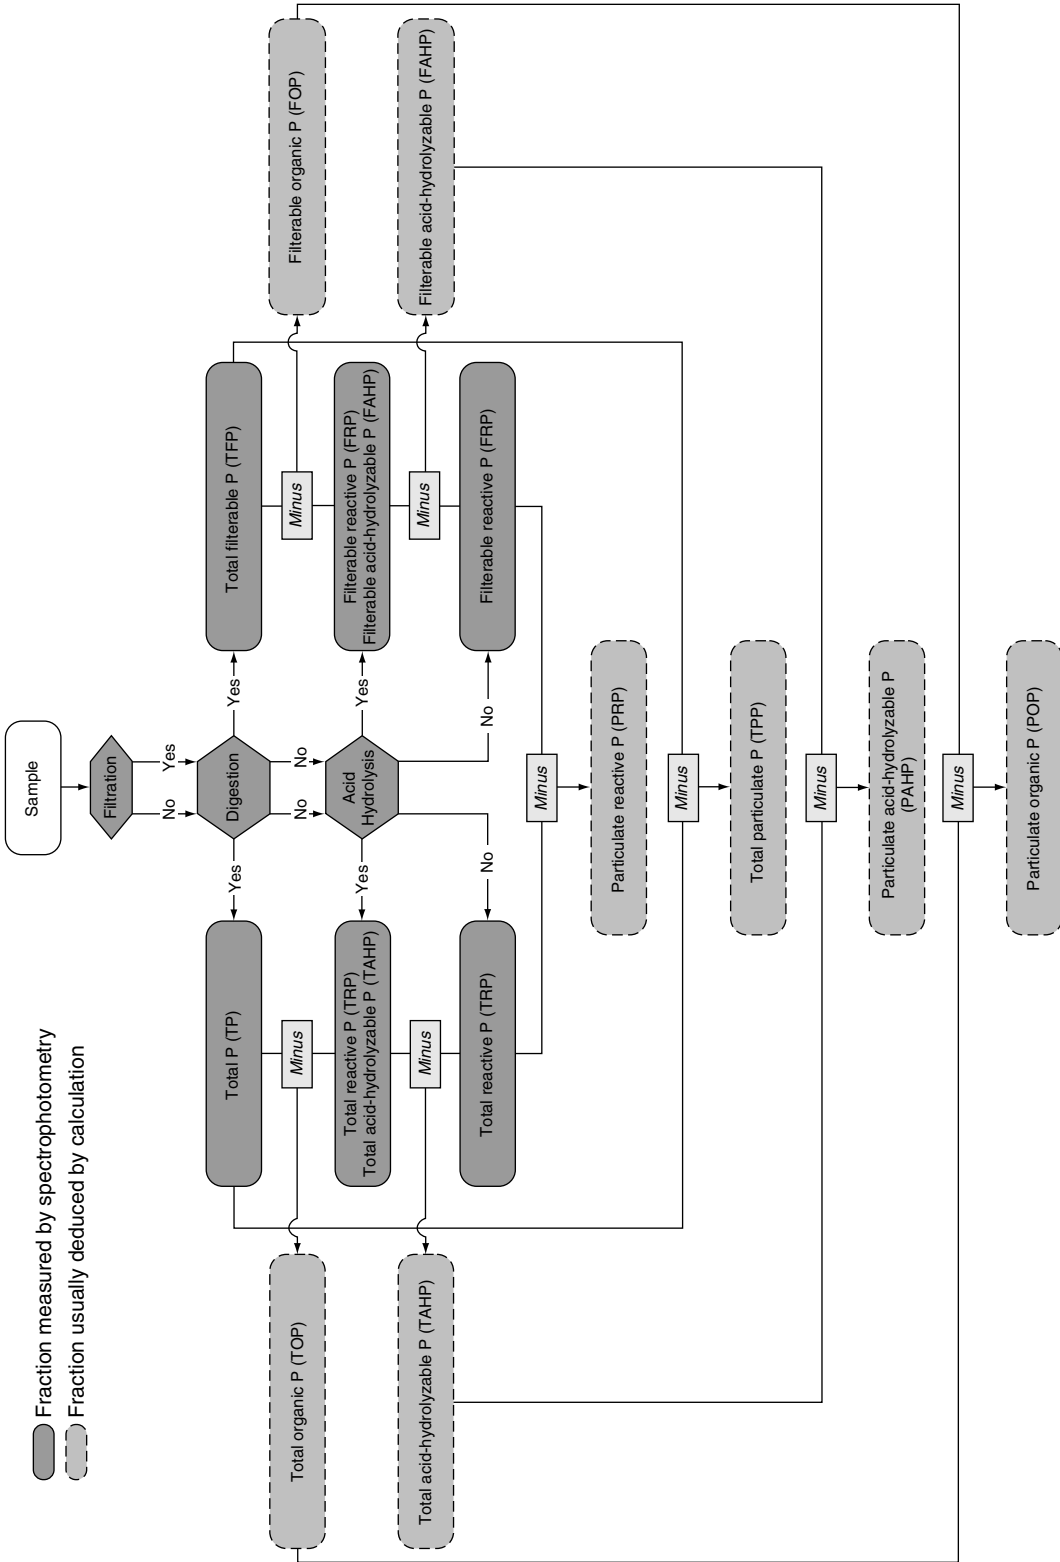 Fraction measured by spectrophotometry
Fraction usually deduced by calculation
Sample
Filtration
No
Yes
Yes
Digestion
Yes
Total P (TP)
Total filterable P (TFP)
No
No
Minus
Minus
Total organic P (TOP)
Filterable organic P (FOP)
Yes
Acid
Hydrolysis
Yes
Total reactive P (TRP)
Total acid-hydrolyzable P (TAHP)
Filterable reactive P (FRP)
Filterable acid-hydrolyzable P (FAHP)
Minus
Minus
Total acid-hydrolyzable P (TAHP)
Filterable acid-hydrolyzable P (FAHP)
No
No
Total reactive P (TRP)
Filterable reactive P (FRP)
Minus
Particulate reactive P (PRP)
Minus
Total particulate P (TPP)
Minus
Particulate acid-hydrolyzable P
(PAHP)
Minus
Particulate organic P (POP)